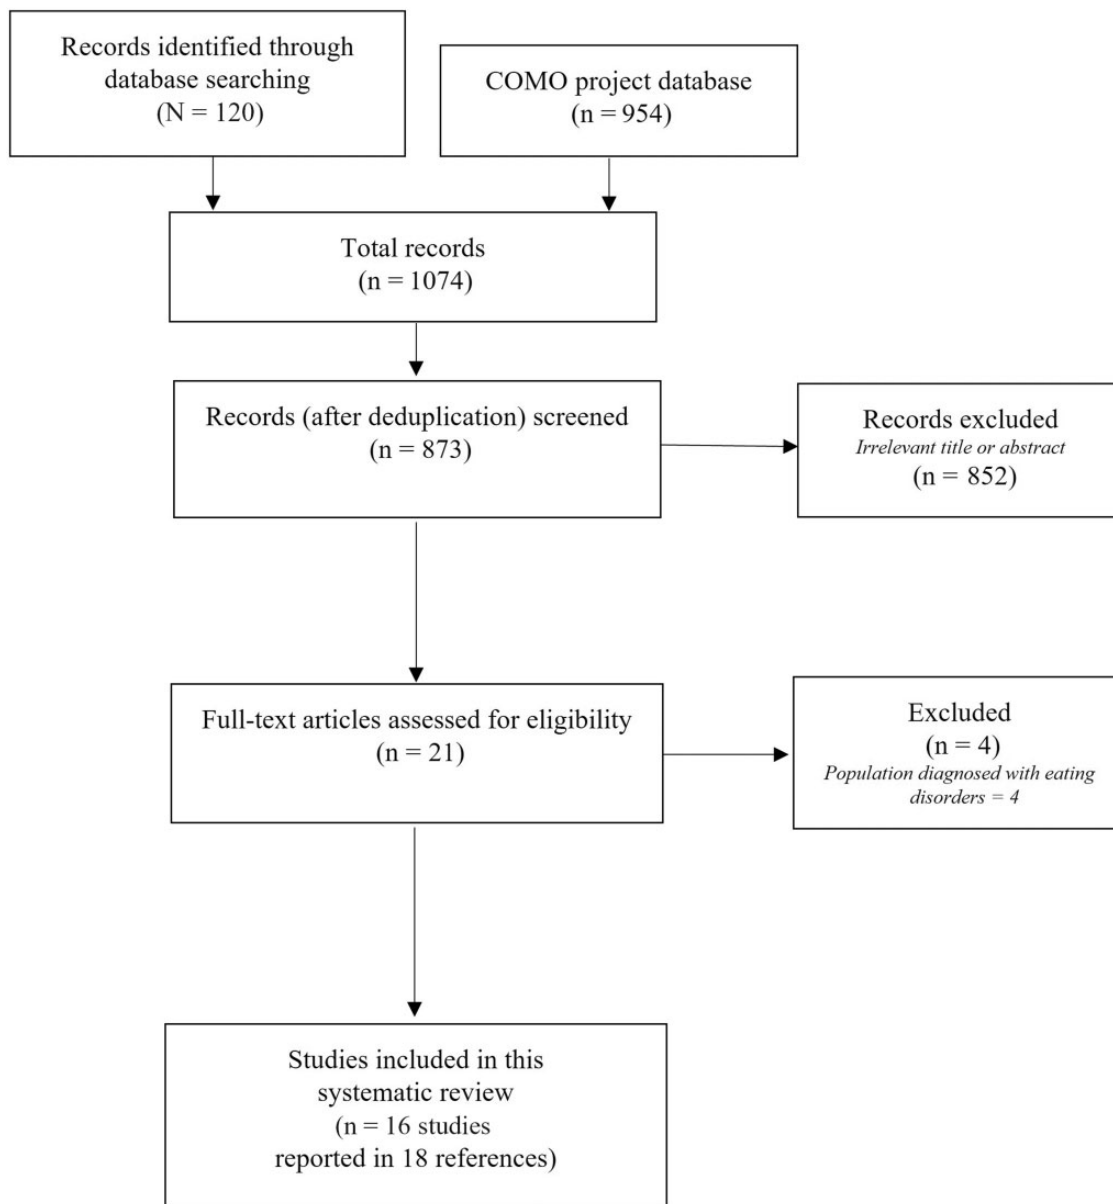 Records identified through
database searching
(N = 120)
COMO project database
(n = 954)
Total records
(n = 1074)
Records (after deduplication) screened
(n = 873)
Records excluded
Irrelevant title or abstract
(n = 852)
Full-text articles assessed for eligibility
(n = 21)
Excluded
(n = 4)
Population diagnosed with eating
disorders = 4
Studies included in this
systematic review
(n = 16 studies
reported in 18 references)